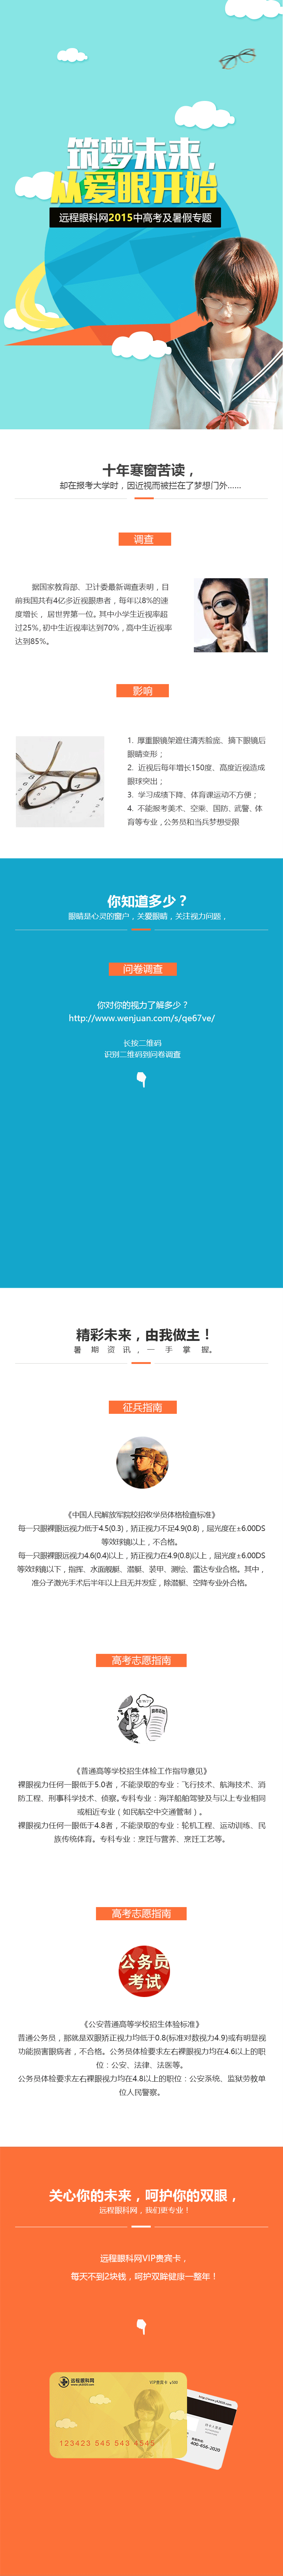 筑梦未来，
从爱眼开始
远程眼科网2015中高考及暑假专题
十年寒窗苦读，
却在报考大学时，因近视而被拦在了梦想门外……
调查
据国家教育部、卫计委最新调查表明，目
前我国共有4亿多近视眼患者，每年以8%的速
度增长，居世界第一位。其中小学生近视率超
过25%，初中生近视率达到70%，高中生近视率
达到85%。
影响
1. 厚重眼镜架遮住清秀脸庞、摘下眼镜后
眼睛变形；
2. 近视后每年增长150度、高度近视造成
眼球突出；
3. 学习成绩下降、体育课运动不方便；
4. 不能报考美术、空乘、国防、武警、体
育等专业，公务员和当兵梦想受限
你知道多少？
眼睛是心灵的窗户，关爱眼睛，关注视力问题，
问卷调查
你对你的视力了解多少？
http://www.wenjuan.com/s/qe67ve/
长按二维码
识别二维码到问卷调查
精彩未来，由我做主！
暑期资讯，一手掌握。
征兵指南
《中国人民解放军院校招收学员体格检查标准》
每一只眼裸眼远视力低于4.5(0.3)，矫正视力不足4.9(0.8)，屈光度在±6.00DS
等效球镜以上，不合格。
每一只眼裸眼远视力4.6(0.4)以上，矫正视力在4.9(0.8)以上，屈光度±6.00DS
等效球镜以下，指挥、水面舰艇、潜艇、装甲、测绘、雷达专业合格。其中，
准分子激光手术后半年以上且无并发症，除潜艇、空降专业外合格。
高考志愿指南
《普通高等学校招生体检工作指导意见》
裸眼视力任何一眼低于5.0者，不能录取的专业：飞行技术、航海技术、消
防工程、刑事科学技术、侦察。专科专业：海洋船舶驾驶及与以上专业相同
或相近专业（如民航空中交通管制）。
裸眼视力任何一眼低于4.8者，不能录取的专业：轮机工程、运动训练、民
族传统体育。专科专业：烹饪与营养、烹饪工艺等。
高考志愿指南
公务员
考试
《公安普通高等学校招生体验标准》
普通公务员，那就是双眼矫正视力均低于0.8(标准对数视力4.9)或有明显视
功能损害眼病者，不合格。公务员体检要求左右裸眼视力均在4.6以上的职
位：公安、法律、法医等。
公务员体检要求左右裸眼视力均在4.8以上的职位：公安系统、监狱劳教单
位人民警察。
关心你的未来，呵护你的双眼，
远程眼科网，我们更专业！
远程眼科网VIP贵宾卡，
每天不到2块钱，呵护双眸健康一整年！
远程眼科网
VIP贵宾卡
123423 545 543 4545
400-656-2020